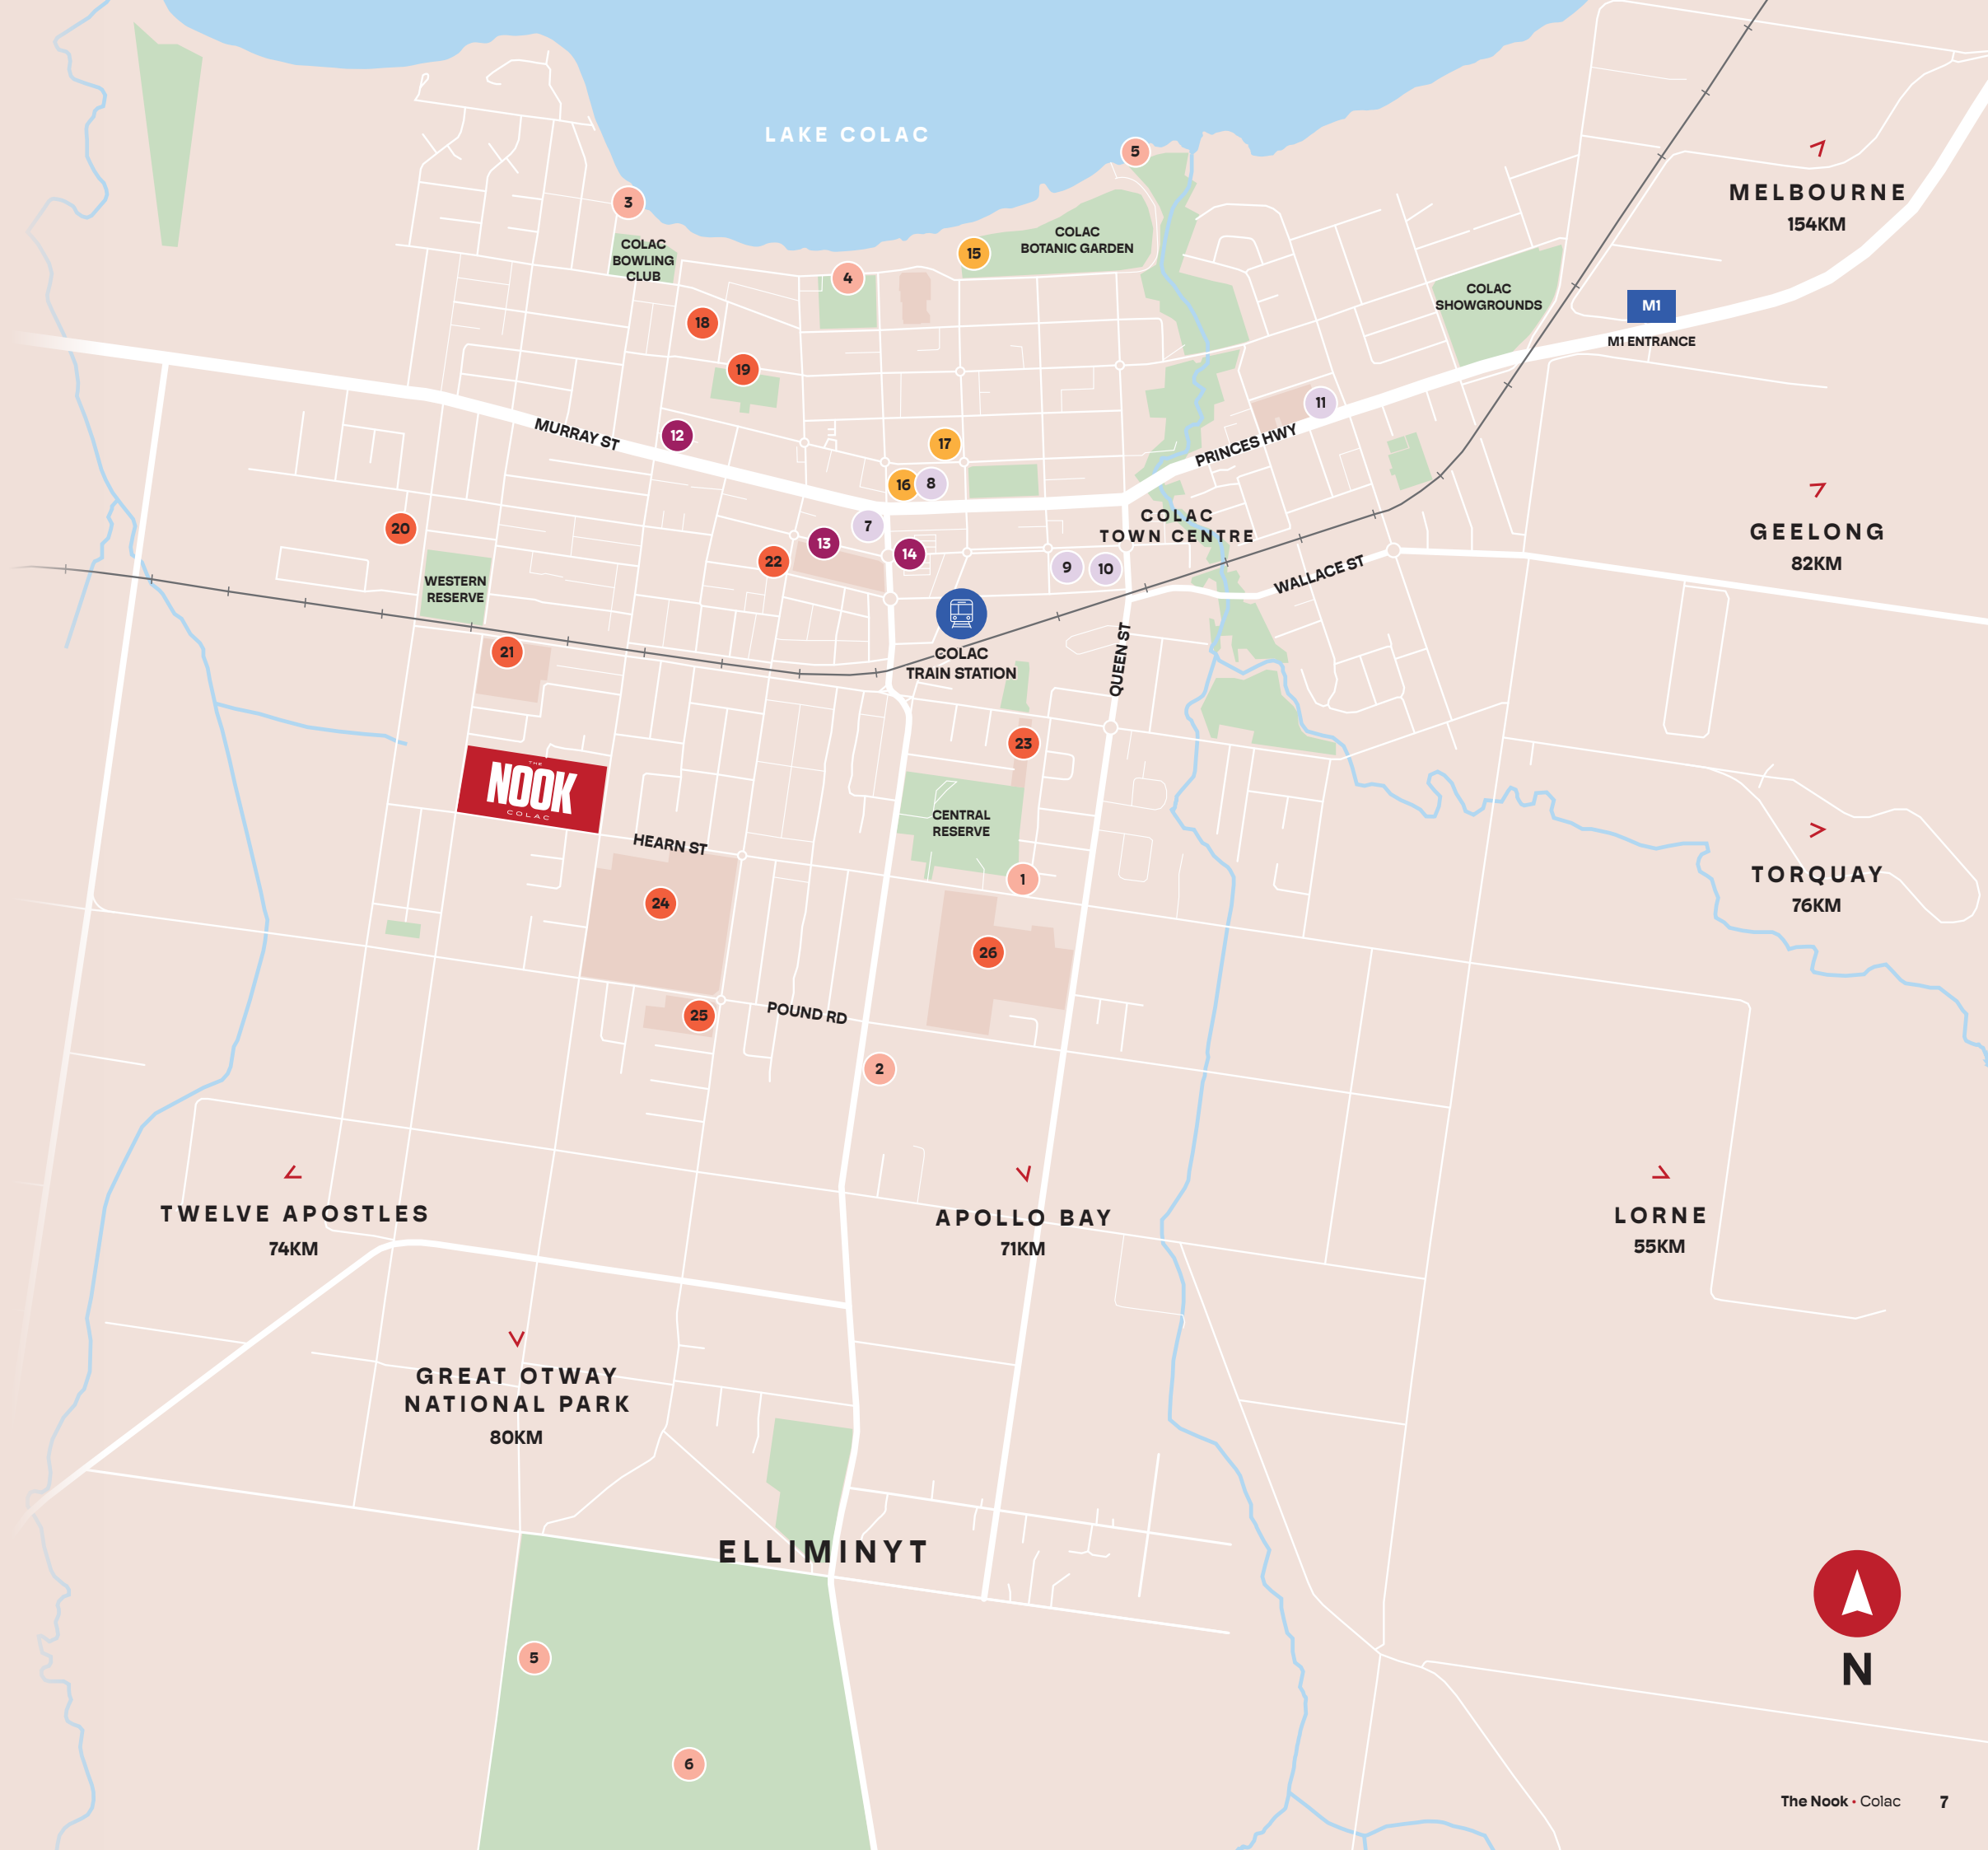 LAKE COLAC
5
MELBOURNE
154KM
3
COLAC
BOWLING
CLUB
15
COLAC
BOTANIC GARDEN
4
COLAC
SHOWGROUNDS
M1
M1 ENTRANCE
18
19
11
MURRAY ST
12
17
PRINCES HWY
16
8
GEELONG
82KM
COLAC
TOWN CENTRE
20
7
13
14
22
9
10
WALLACE ST
WESTERN
RESERVE
COLAC
TRAIN STATION
QUEEN ST
21
23
THE
NOOK
COLAC
CENTRAL
RESERVE
HEARN ST
TORQUAY
76KM
1
24
26
25
POUND RD
2
TWELVE APOSTLES
74KM
APOLLO BAY
71KM
LORNE
55KM
GREAT OTWAY
NATIONAL PARK
80KM
ELLIMINYT
5
N
6
The Nook • Colac 7